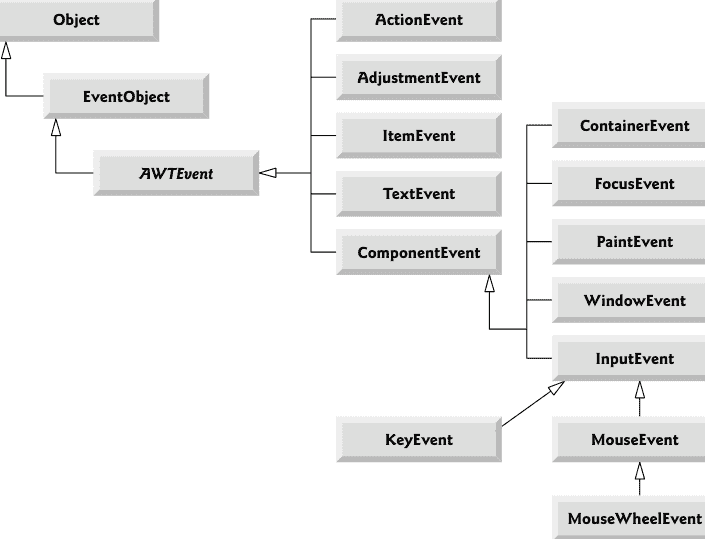 Object
EventObject
AWTEvent
ActionEvent
AdjustmentEvent
ItemEvent
TextEvent
ComponentEvent
ContainerEvent
FocusEvent
PaintEvent
WindowEvent
InputEvent
KeyEvent
MouseEvent
MouseWheelEvent